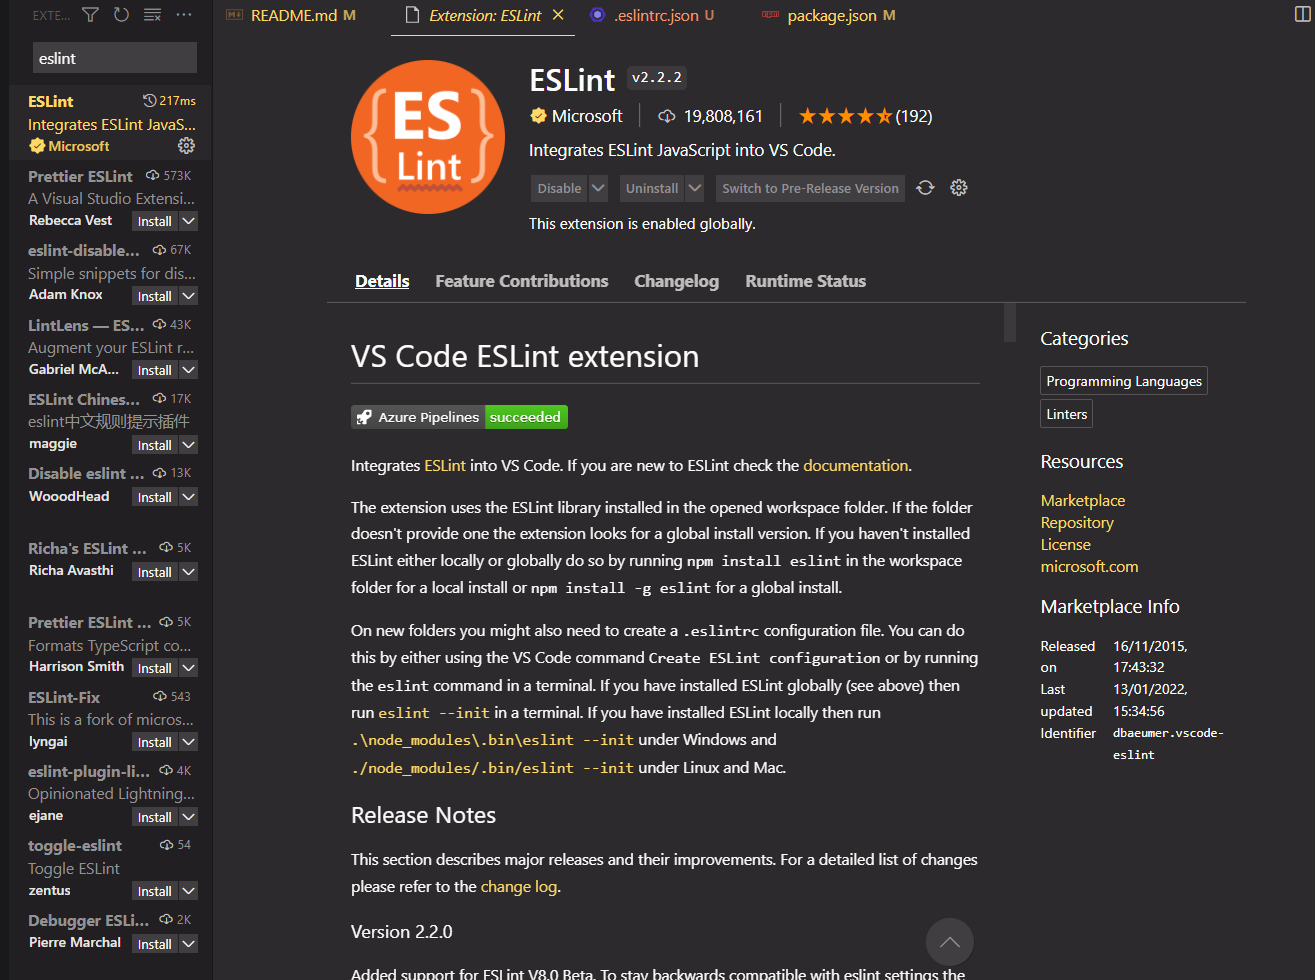 EXTE...
eslint
ESLint 217ms
Integrates ESLint JavaS...
Microsoft
Prettier ESLint 573K
A Visual Studio Extensi...
Rebecca Vest Install
eslint-disable... 67K
Simple snippets for dis...
Adam Knox Install
LintLens — ES... 43K
Augment your ESLint r...
Gabriel McA... Install
ESLint Chines... 17K
eslint中文规则提示插件
maggie Install
Disable eslint ... 13K
WooodHead Install
Richa's ESLint ... 5K
Richa Avasthi Install
Prettier ESLint ... 5K
Formats TypeScript co...
Harrison Smith Install
ESLint-Fix 543
This is a fork of micros...
lyngai Install
eslint-plugin-li... 4K
Opinionated Lightning...
ejane Install
toggle-eslint 54
Toggle ESLint
zentus Install
Debugger ESLi... 2K
Pierre Marchal Install
README.md M Extension: ESLint .eslintrc.json U package.json M
{ES}
Lint
ESLint v2.2.2
Microsoft 19,808,161 (192)
Integrates ESLint JavaScript into VS Code.
Disable Uninstall Switch to Pre-Release Version
This extension is enabled globally.
Details Feature Contributions Changelog Runtime Status
VS Code ESLint extension
Azure Pipelines succeeded
Integrates ESLint into VS Code. If you are new to ESLint check the documentation.
The extension uses the ESLint library installed in the opened workspace folder. If the folder
doesn't provide one the extension looks for a global install version. If you haven't installed
ESLint either locally or globally do so by running npm install eslint in the workspace
folder for a local install or npm install -g eslint for a global install.
On new folders you might also need to create a .eslintrc configuration file. You can do
this by either using the VS Code command Create ESLint configuration or by running
the eslint command in a terminal. If you have installed ESLint globally (see above) then
run eslint --init in a terminal. If you have installed ESLint locally then run
.\node_modules\.bin\eslint --init under Windows and
./node_modules/.bin/eslint --init under Linux and Mac.
Release Notes
This section describes major releases and their improvements. For a detailed list of changes
please refer to the change log.
Version 2.2.0
Added support for ESLint V8.0 Beta. To stay backwards compatible with eslint settings the
Categories
Programming Languages
Linters
Resources
Marketplace
Repository
License
microsoft.com
Marketplace Info
Released 16/11/2015,
on 17:43:32
Last 13/01/2022,
updated 15:34:56
Identifier dbaeumer.vscode-
eslint